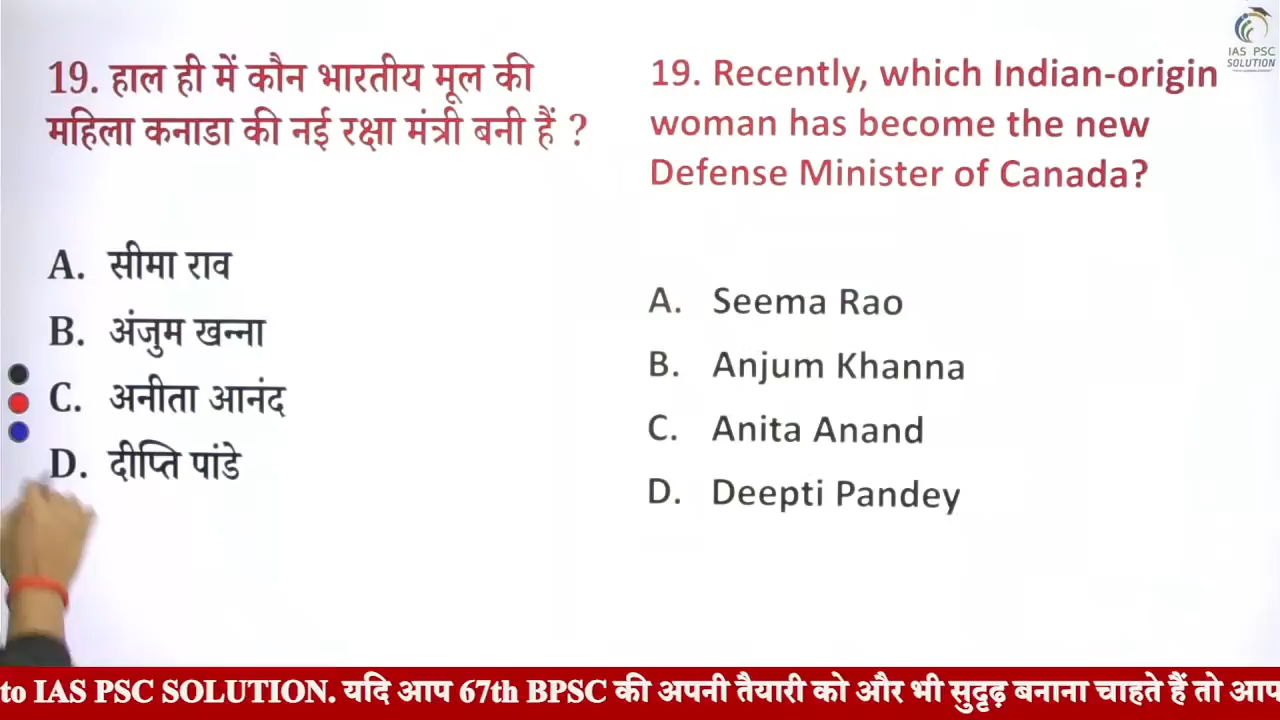 19. हाल ही में कौन भारतीय मूल की
महिला कनाडा की नई रक्षा मंत्री बनी हैं ?
A. सीमा राव
B. अंजुम खन्ना
C. अनीता आनंद
D. दीप्ति पांडे
19. Recently, which Indian-origin
woman has become the new
Defense Minister of Canada?
A. Seema Rao
B. Anjum Khanna
C. Anita Anand
D. Deepti Pandey
IAS PSC
SOLUTION
to IAS PSC SOLUTION. यदि आप 67th BPSC की अपनी तैयारी को और भी सुदृढ़ बनाना चाहते हैं तो आप